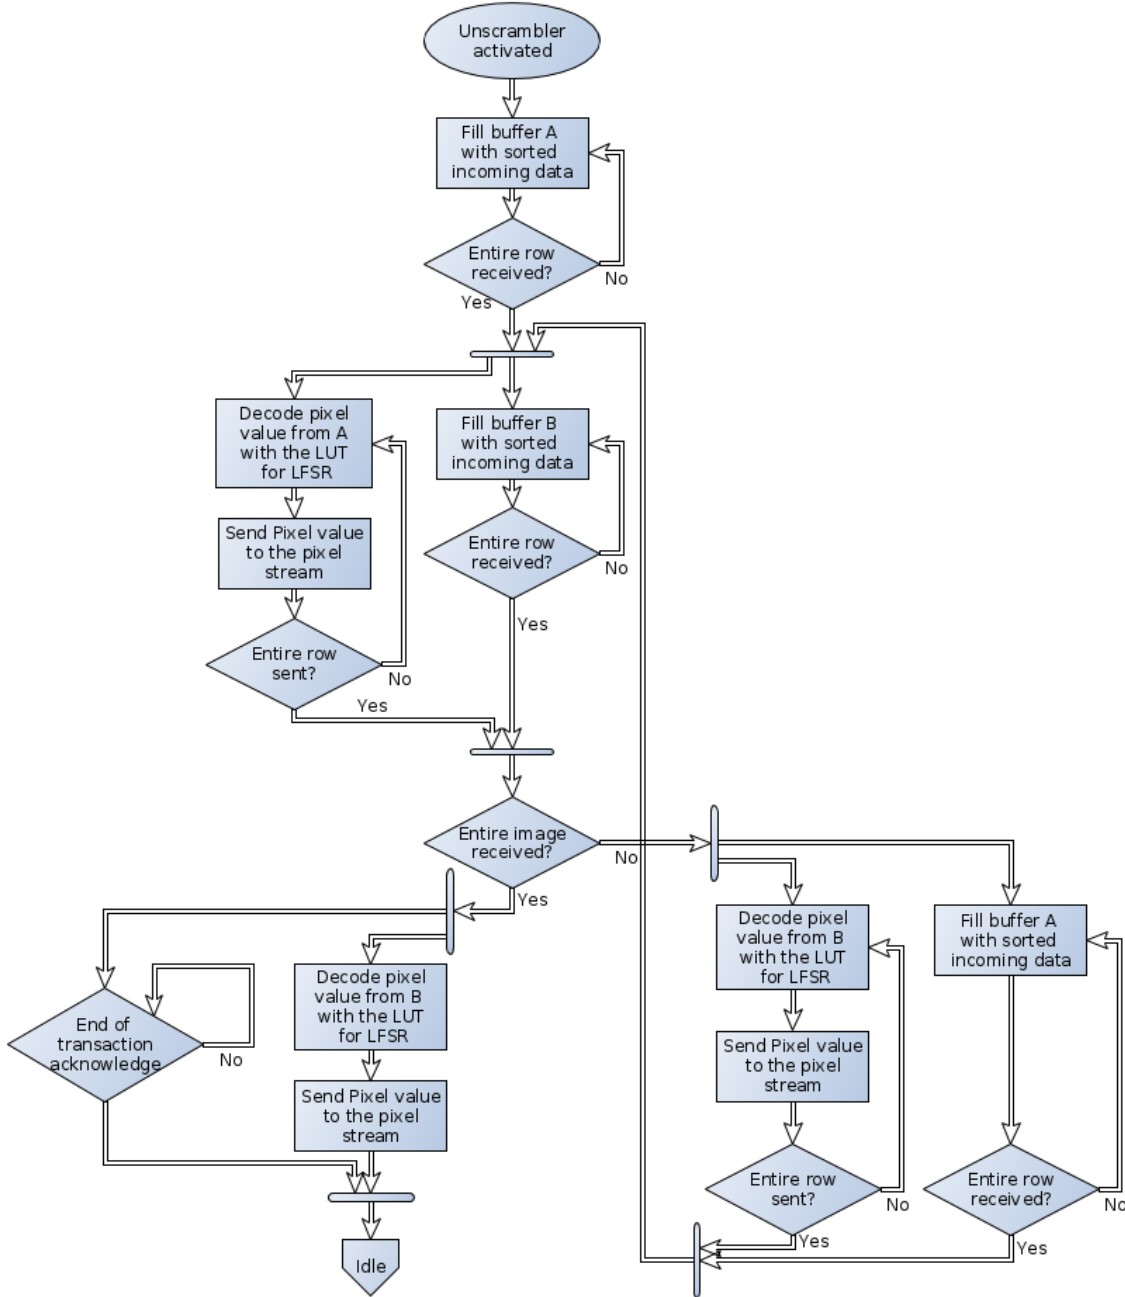 Unscrambler
activated
Fill buffer A
with sorted
incoming data
Entire row
received?
No
Yes
Decode pixel
value from A
with the LUT
for LFSR
Fill buffer B
with sorted
incoming data
Send Pixel value
to the pixel
stream
Entire row
received?
No
Yes
Entire row
sent?
No
Yes
Entire image
received?
No
Yes
Decode pixel
value from B
with the LUT
for LFSR
Fill buffer A
with sorted
incoming data
End of
transaction
acknowledge
No
Decode pixel
value from B
with the LUT
for LFSR
Send Pixel value
to the pixel
stream
Send Pixel value
to the pixel
stream
Entire row
sent?
No
Yes
Entire row
received?
No
Yes
Idle